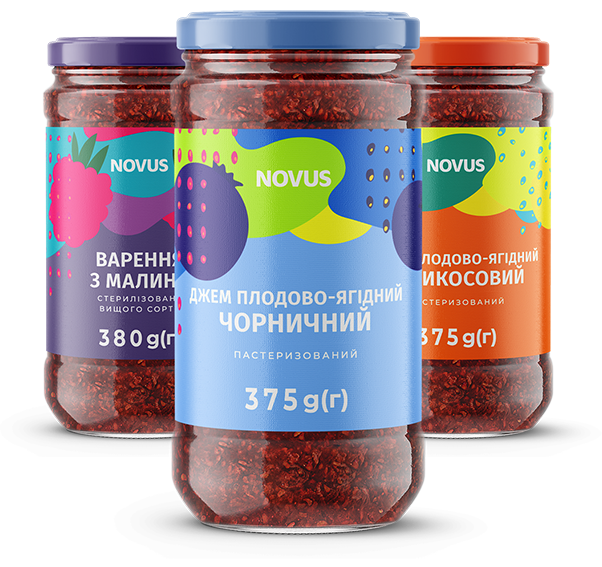 NOVUS
ВАРЕННЯ
З МАЛИН
СТЕРИЛІЗОВАН
ВИЩОГО СОРТ
380g(г)
NOVUS
ДЖЕМ ПЛОДОВО-ЯГІДНИЙ
ЧОРНИЧНИЙ
ПАСТЕРИЗОВАНИЙ
375g(г)
NOVUS
ЛОДОВО-ЯГІДНИЙ
ИКОСОВИЙ
СТЕРИЗОВАНИЙ
375g(г)